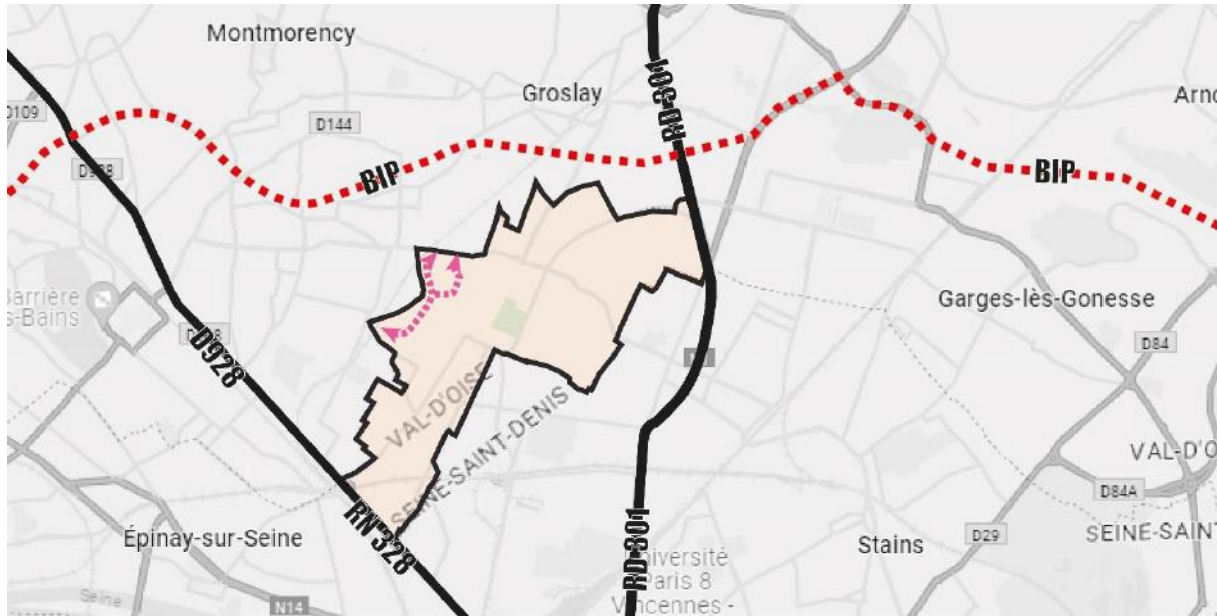 Montmorency
RD-301
Groslay
Arno
D109
D144
D928
BIP
BIP
Barrière
s-Bains
Garges-lès-Gonesse
D928
D84
VAL-D'OISE
SEINE-SAINT-DENIS
VAL-D'O
D84A
RN 328
Épinay-sur-Seine
RD-301
Stains
D29
SEINE-SAINT
Université
Paris 8
Vincennes -
Seine
N14